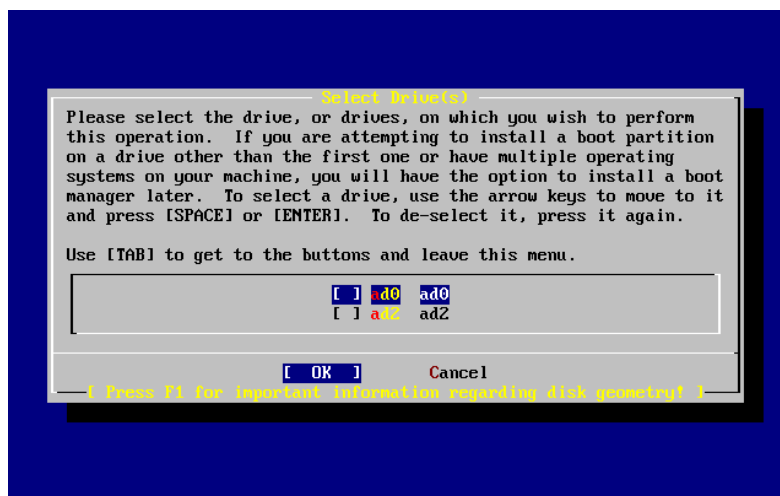 Select Drive(s)
Please select the drive, or drives, on which you wish to perform
this operation.  If you are attempting to install a boot partition
on a drive other than the first one or have multiple operating
systems on your machine, you will have the option to install a boot
manager later.  To select a drive, use the arrow keys to move to it
and press [SPACE] or [ENTER].  To de-select it, press it again.
Use [TAB] to get to the buttons and leave this menu.
[ ] ad0  ad0
[ ] ad2  ad2
[  OK  ]  Cancel
[ Press F1 for important information regarding disk geometry! ]